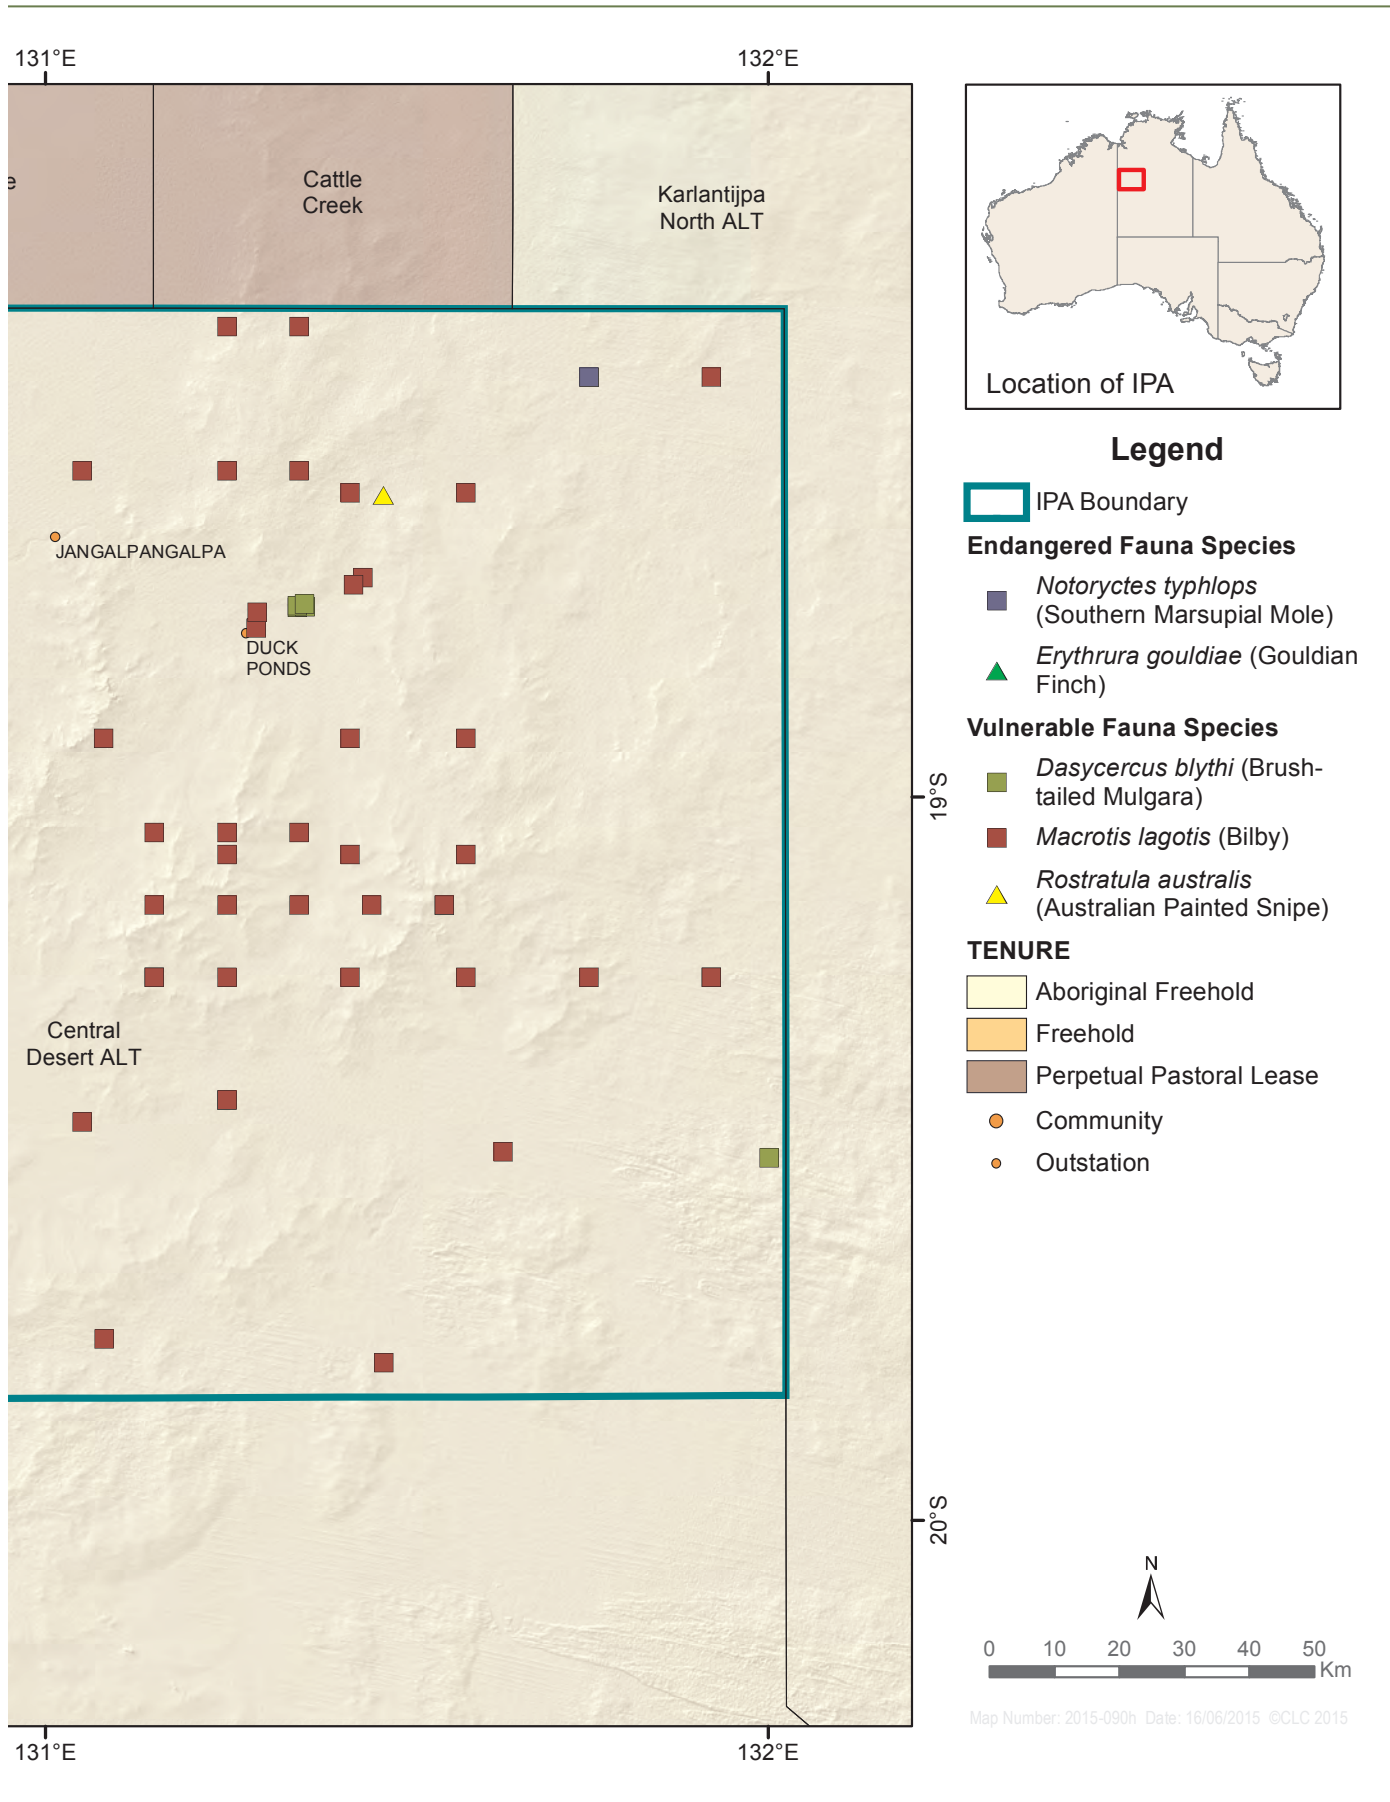 131°E
132°E
e
Cattle
Creek
Karlantijpa
North ALT
JANGALPANGALPA
DUCK
PONDS
Central
Desert ALT
19°S
20°S
131°E
132°E
Location of IPA
Legend
IPA Boundary
Endangered Fauna Species
Notoryctes typhlops
(Southern Marsupial Mole)
Erythrura gouldiae (Gouldian
Finch)
Vulnerable Fauna Species
Dasycercus blythi (Brush-
tailed Mulgara)
Macrotis lagotis (Bilby)
Rostratula australis
(Australian Painted Snipe)
TENURE
Aboriginal Freehold
Freehold
Perpetual Pastoral Lease
Community
Outstation
N
0 10 20 30 40 50
Km
Map Number: 2015-090h Date: 16/06/2015 ©CLC 2015